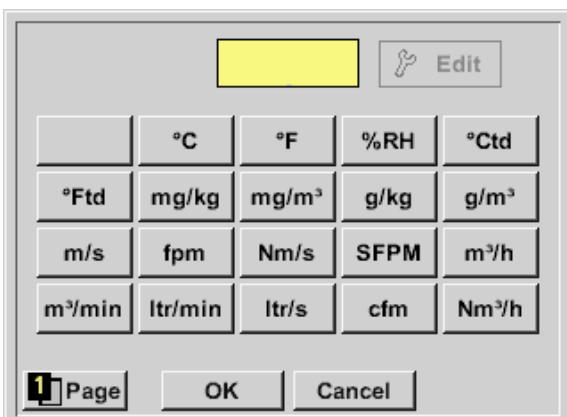 Edit
°C °F %RH °Ctd
°Ftd mg/kg mg/m³ g/kg g/m³
m/s fpm Nm/s SFPM m³/h
m³/min ltr/min ltr/s cfm Nm³/h
1 Page OK Cancel